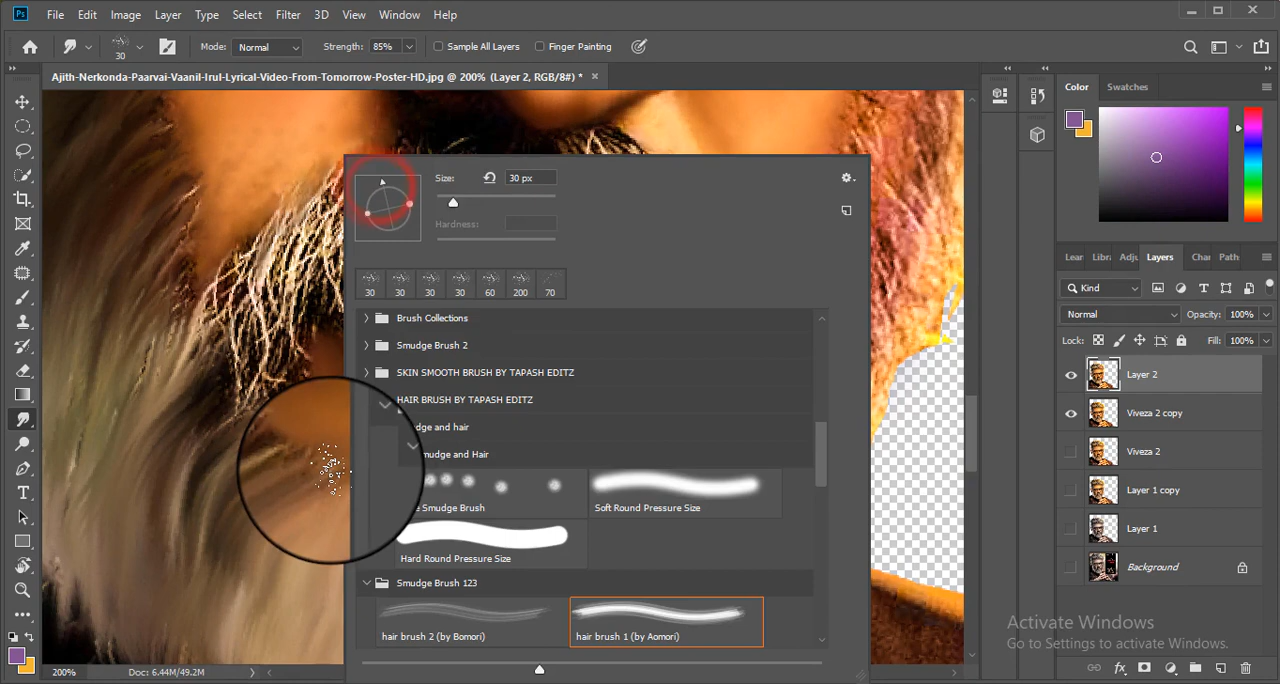 Ps File Edit Image Layer Type Select Filter 3D View Window Help
30 Mode: Normal Strength: 85% Sample All Layers Finger Painting
Ajith-Nerkonda-Paarvai-Vaanil-Irul-Lyrical-Video-From-Tomorrow-Poster-HD.jpg @ 200% (Layer 2, RGB/8#) *
Color Swatches
Size: 30 px
Hardness:
30 30 30 30 60 200 70
Brush Collections
Smudge Brush 2
SKIN SMOOTH BRUSH BY TAPASH EDITZ
HAIR BRUSH BY TAPASH EDITZ
dge and hair
mudge and Hair
Smudge Brush Soft Round Pressure Size
Hard Round Pressure Size
Smudge Brush 123
hair brush 2 (by Bomori) hair brush 1 (by Aomori)
Lear Libra Adju Layers Char Path
Kind
Normal Opacity: 100%
Lock: Fill: 100%
Layer 2
Viveza 2 copy
Viveza 2
Layer 1 copy
Layer 1
Background
Activate Windows
Go to Settings to activate Windows.
200% Doc: 6.44M/49.2M